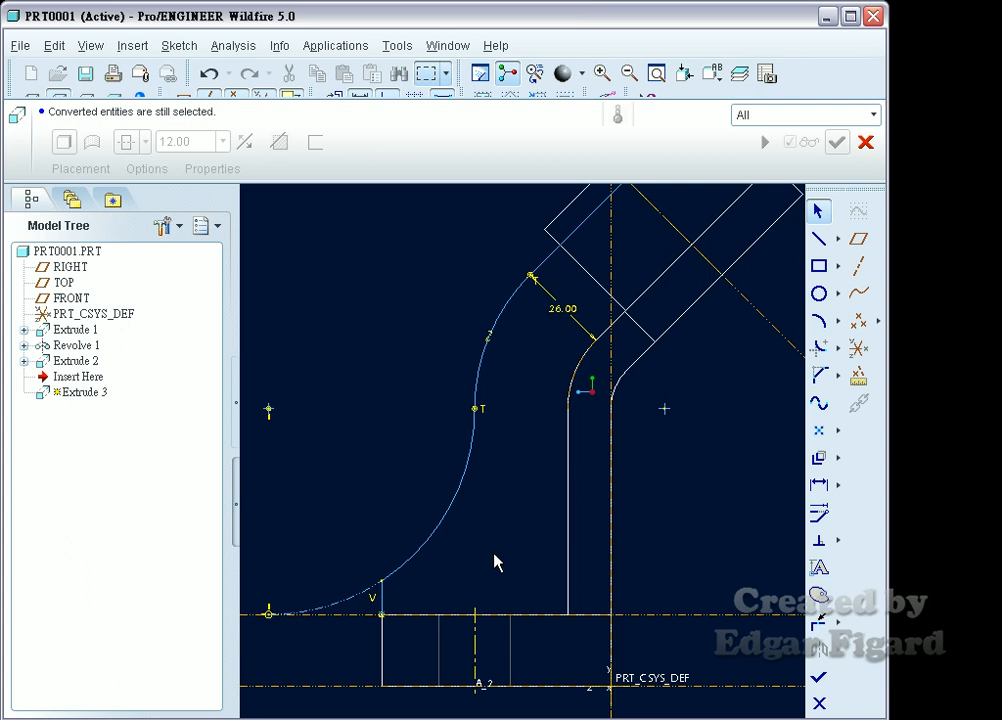 PRT0001 (Active) - Pro/ENGINEER Wildfire 5.0
File Edit View Insert Sketch Analysis Info Applications Tools Window Help
Converted entities are still selected.
All
12.00
Placement Options Properties
Model Tree
PRT0001.PRT
RIGHT
TOP
FRONT
PRT_CSYS_DEF
Extrude 1
Revolve 1
Extrude 2
Insert Here
Extrude 3
T
26.00
T
V
A_2
Y
PRT_CSYS_DEF
Z
X
Created by
Edgar Figard